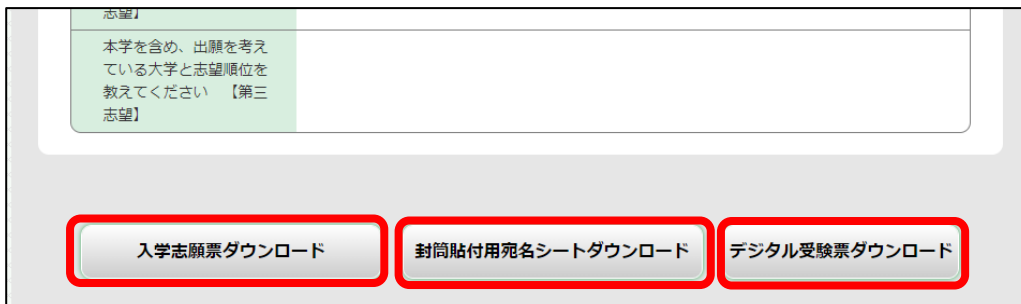 志望】
本学を含め、出願を考え
ている大学と志望順位を
教えてください　【第三
志望】
入学志願票ダウンロード
封筒貼付用宛名シートダウンロード
デジタル受験票ダウンロード